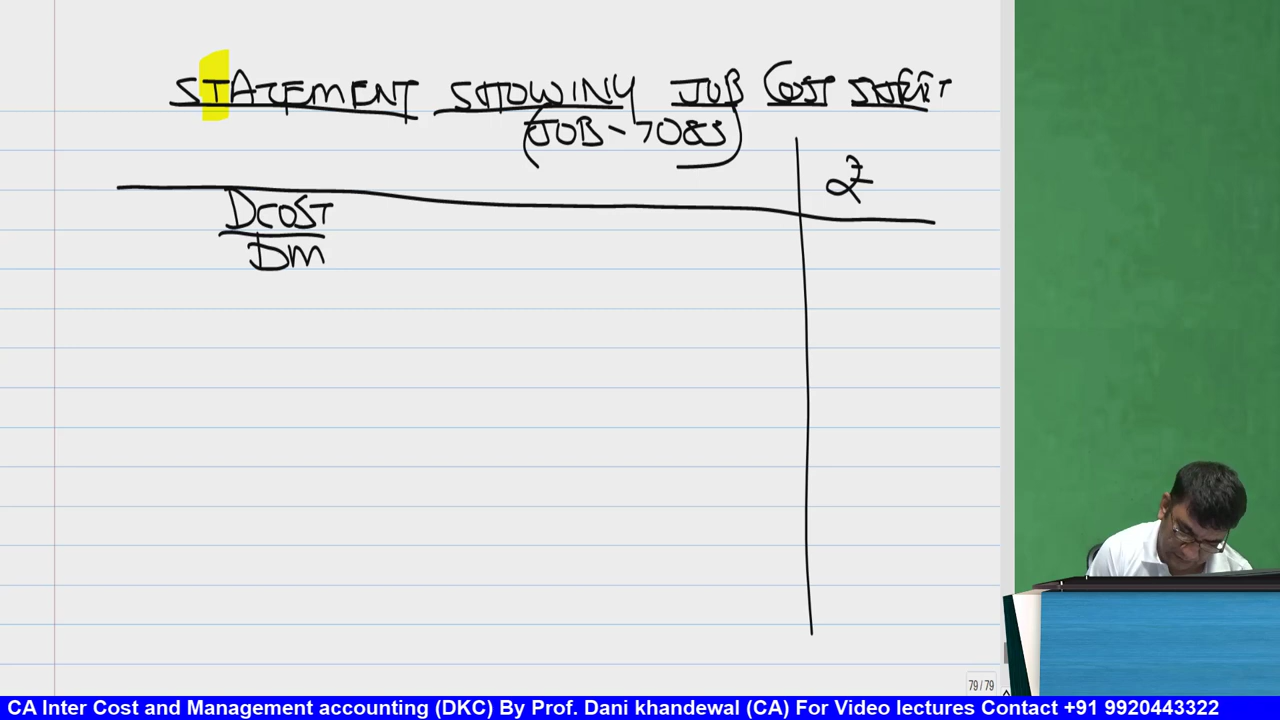 STATEMENT SHOWING JOB COST SHEET
(JOB-7083)
₹
DCOST
DM
79/79
CA Inter Cost and Management accounting (DKC) By Prof. Dani khandewal (CA) For Video lectures Contact +91 9920443322